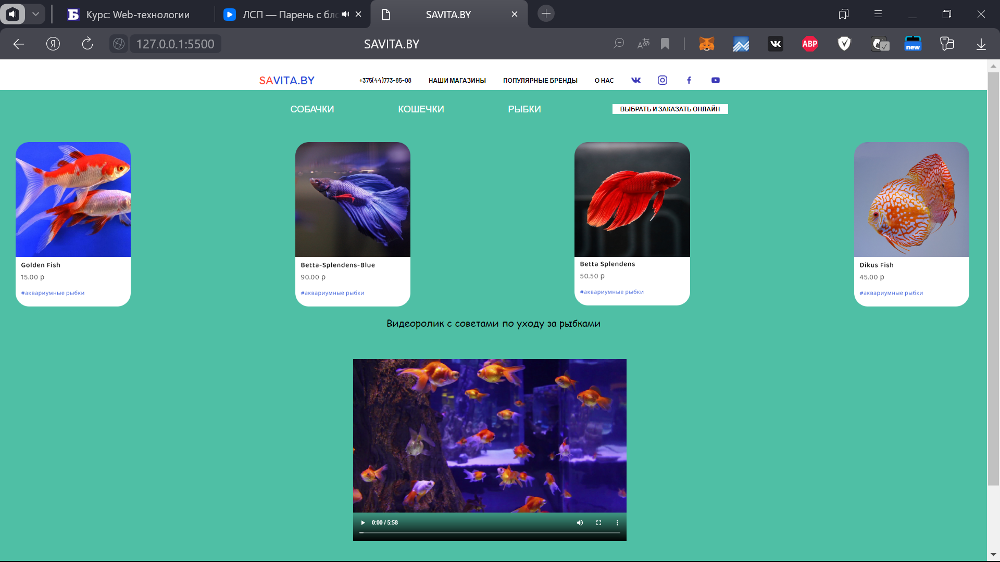 Курс: Web-технологии
ЛСП — Парень с бло
SAVITA.BY
127.0.0.1:5500
SAVITA.BY
ABP
new
SAVITA.BY
+375(44)773-85-08
НАШИ МАГАЗИНЫ
ПОПУЛЯРНЫЕ БРЕНДЫ
О НАС
СОБАЧКИ
КОШЕЧКИ
РЫБКИ
ВЫБРАТЬ И ЗАКАЗАТЬ ОНЛАЙН
Golden Fish
15.00 р
#аквариумные рыбки
Betta-Splendens-Blue
90.00 р
#аквариумные рыбки
Betta Splendens
50.50 р
#аквариумные рыбки
Dikus Fish
45.00 р
#аквариумные рыбки
Видеоролик с советами по уходу за рыбками
0:00 / 5:58